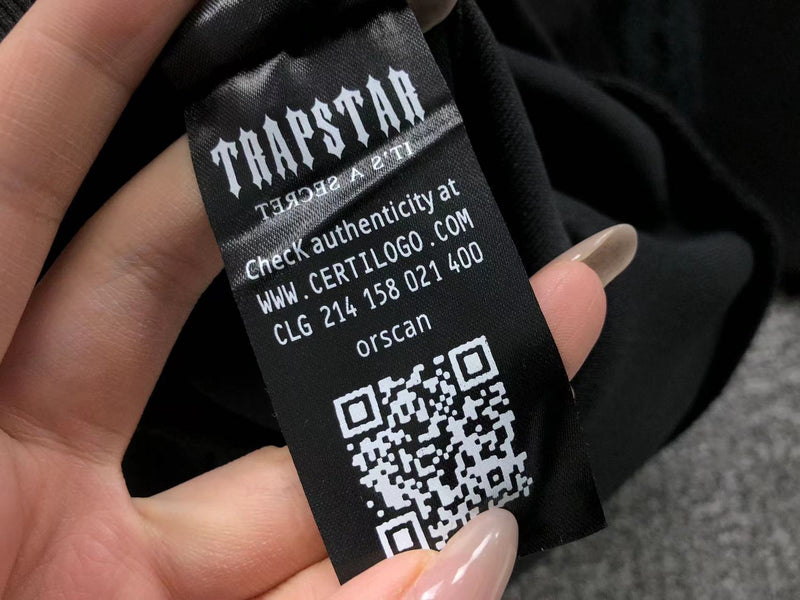 TRAPSTAR
IT'S A SECRET
ChecK authenticity at
WWW.CERTILOGO.COM
CLG 214 158 021 400
orscan